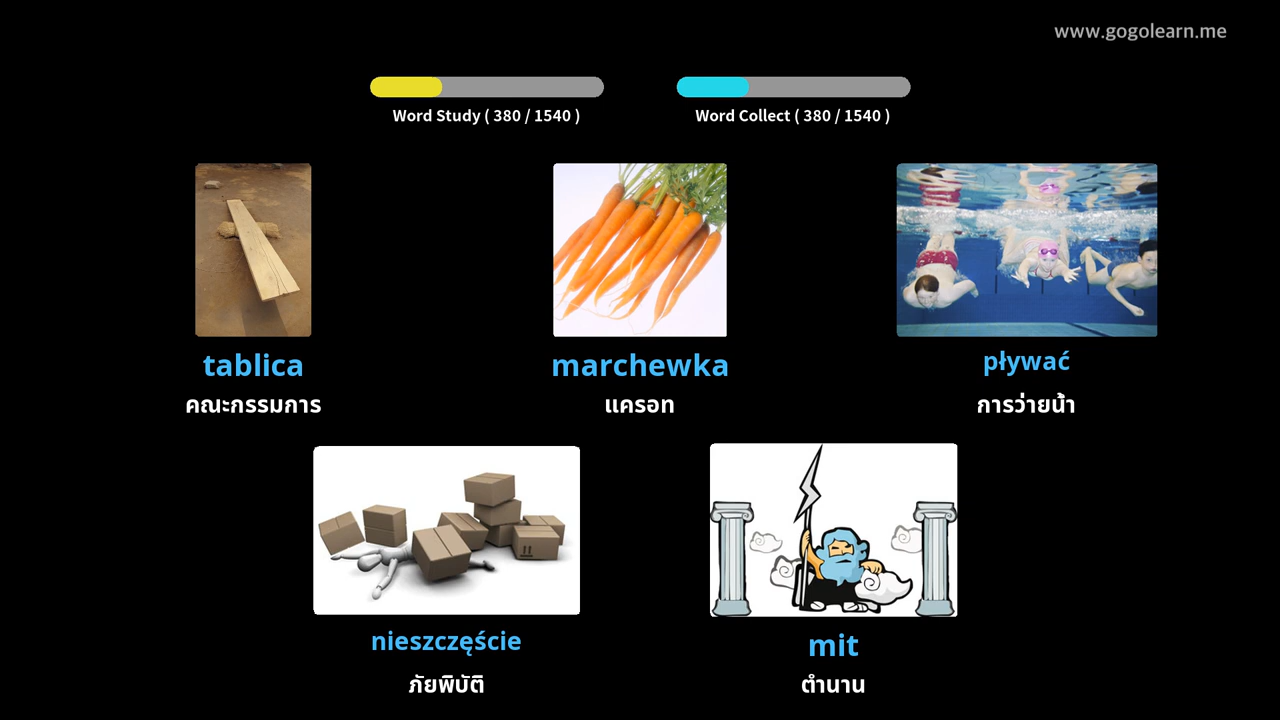 www.gogolearn.me
Word Study ( 380 / 1540 )
Word Collect ( 380 / 1540 )
tablica
marchewka
pływać
คณะกรรมการ
แครอท
การว่ายน้ำ
nieszczęście
mit
ภัยพิบัติ
ตำนาน